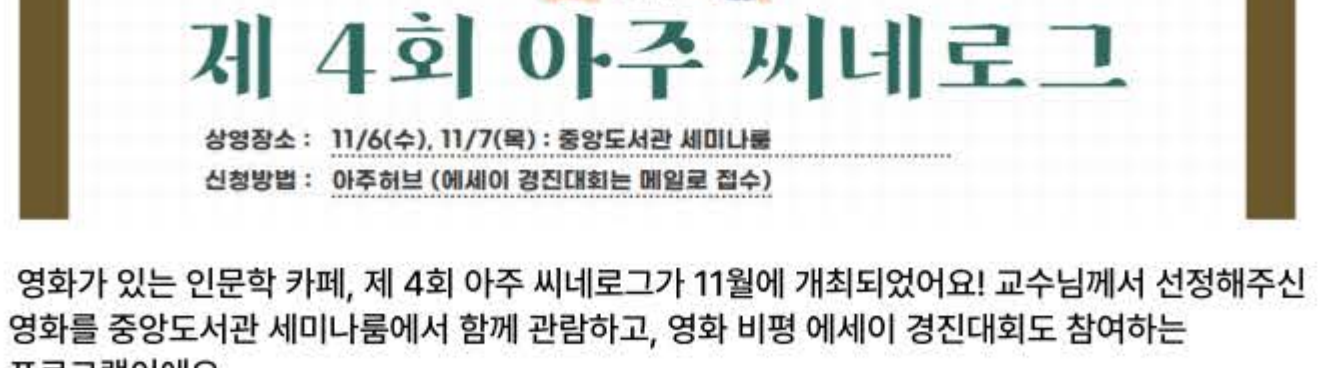 제 4회 아주 씨네로그
상영장소 : 11/6(수), 11/7(목) : 중앙도서관 세미나룸
신청방법 : 아주허브 (에세이 경진대회는 메일로 접수)
영화가 있는 인문학 카페, 제 4회 아주 씨네로그가 11월에 개최되었어요! 교수님께서 선정해주신
영화를 중앙도서관 세미나룸에서 함께 관람하고, 영화 비평 에세이 경진대회도 참여하는